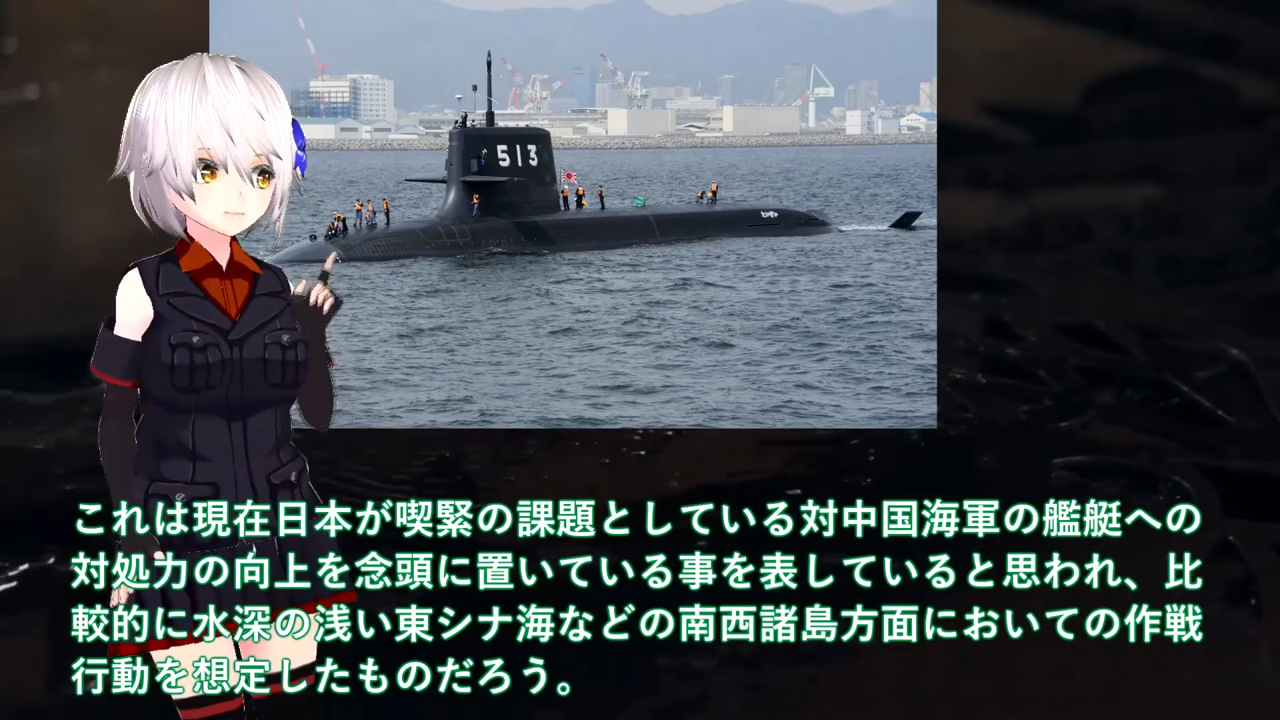 513
これは現在日本が喫緊の課題としている対中国海軍の艦艇への
対処力の向上を念頭に置いている事を表していると思われ、比
較的に水深の浅い東シナ海などの南西諸島方面においての作戦
行動を想定したものだろう。